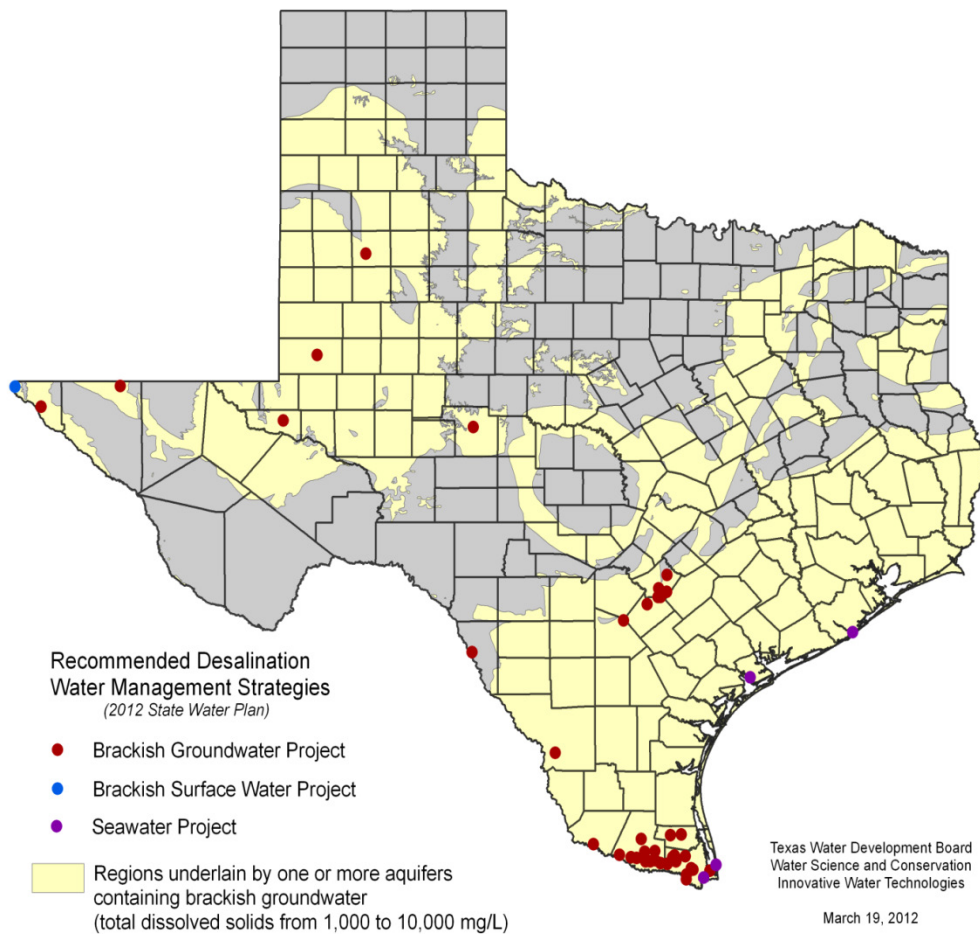 Recommended Desalination
Water Management Strategies
(2012 State Water Plan)
Brackish Groundwater Project
Brackish Surface Water Project
Seawater Project
Regions underlain by one or more aquifers
containing brackish groundwater
(total dissolved solids from 1,000 to 10,000 mg/L)
Texas Water Development Board
Water Science and Conservation
Innovative Water Technologies
March 19, 2012